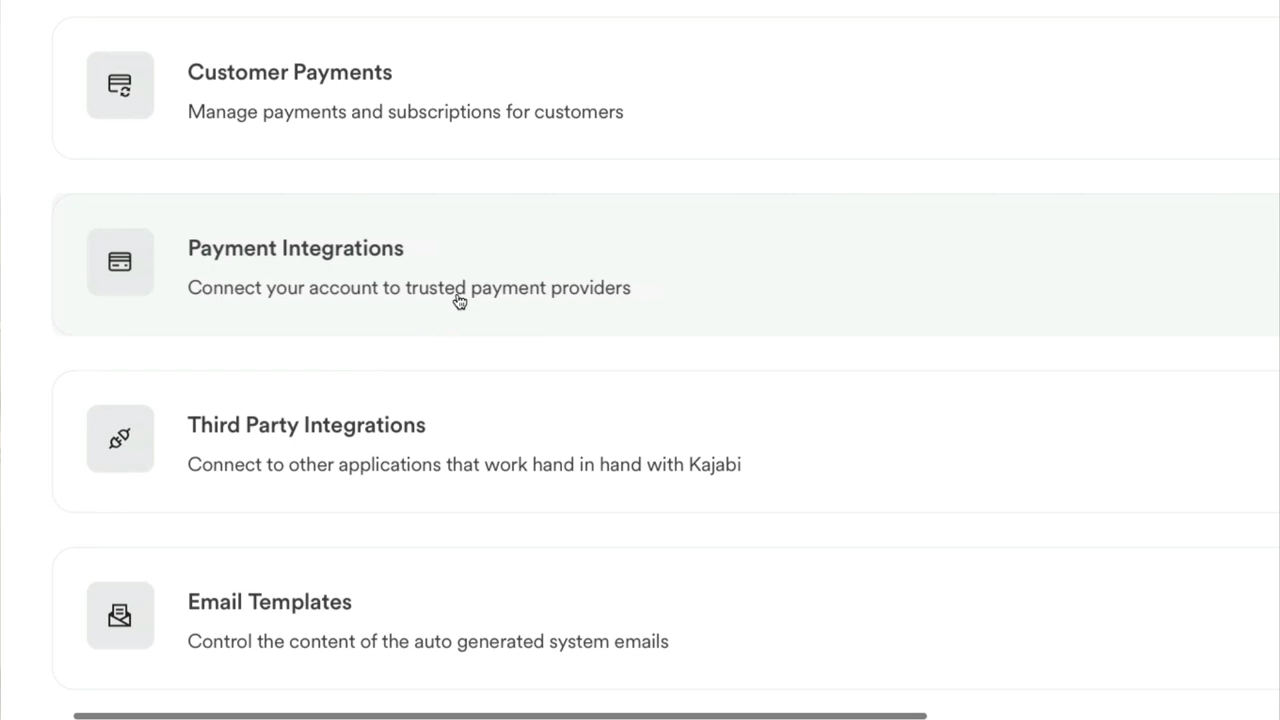 Customer Payments
Manage payments and subscriptions for customers
Payment Integrations
Connect your account to trusted payment providers
Third Party Integrations
Connect to other applications that work hand in hand with Kajabi
Email Templates
Control the content of the auto generated system emails